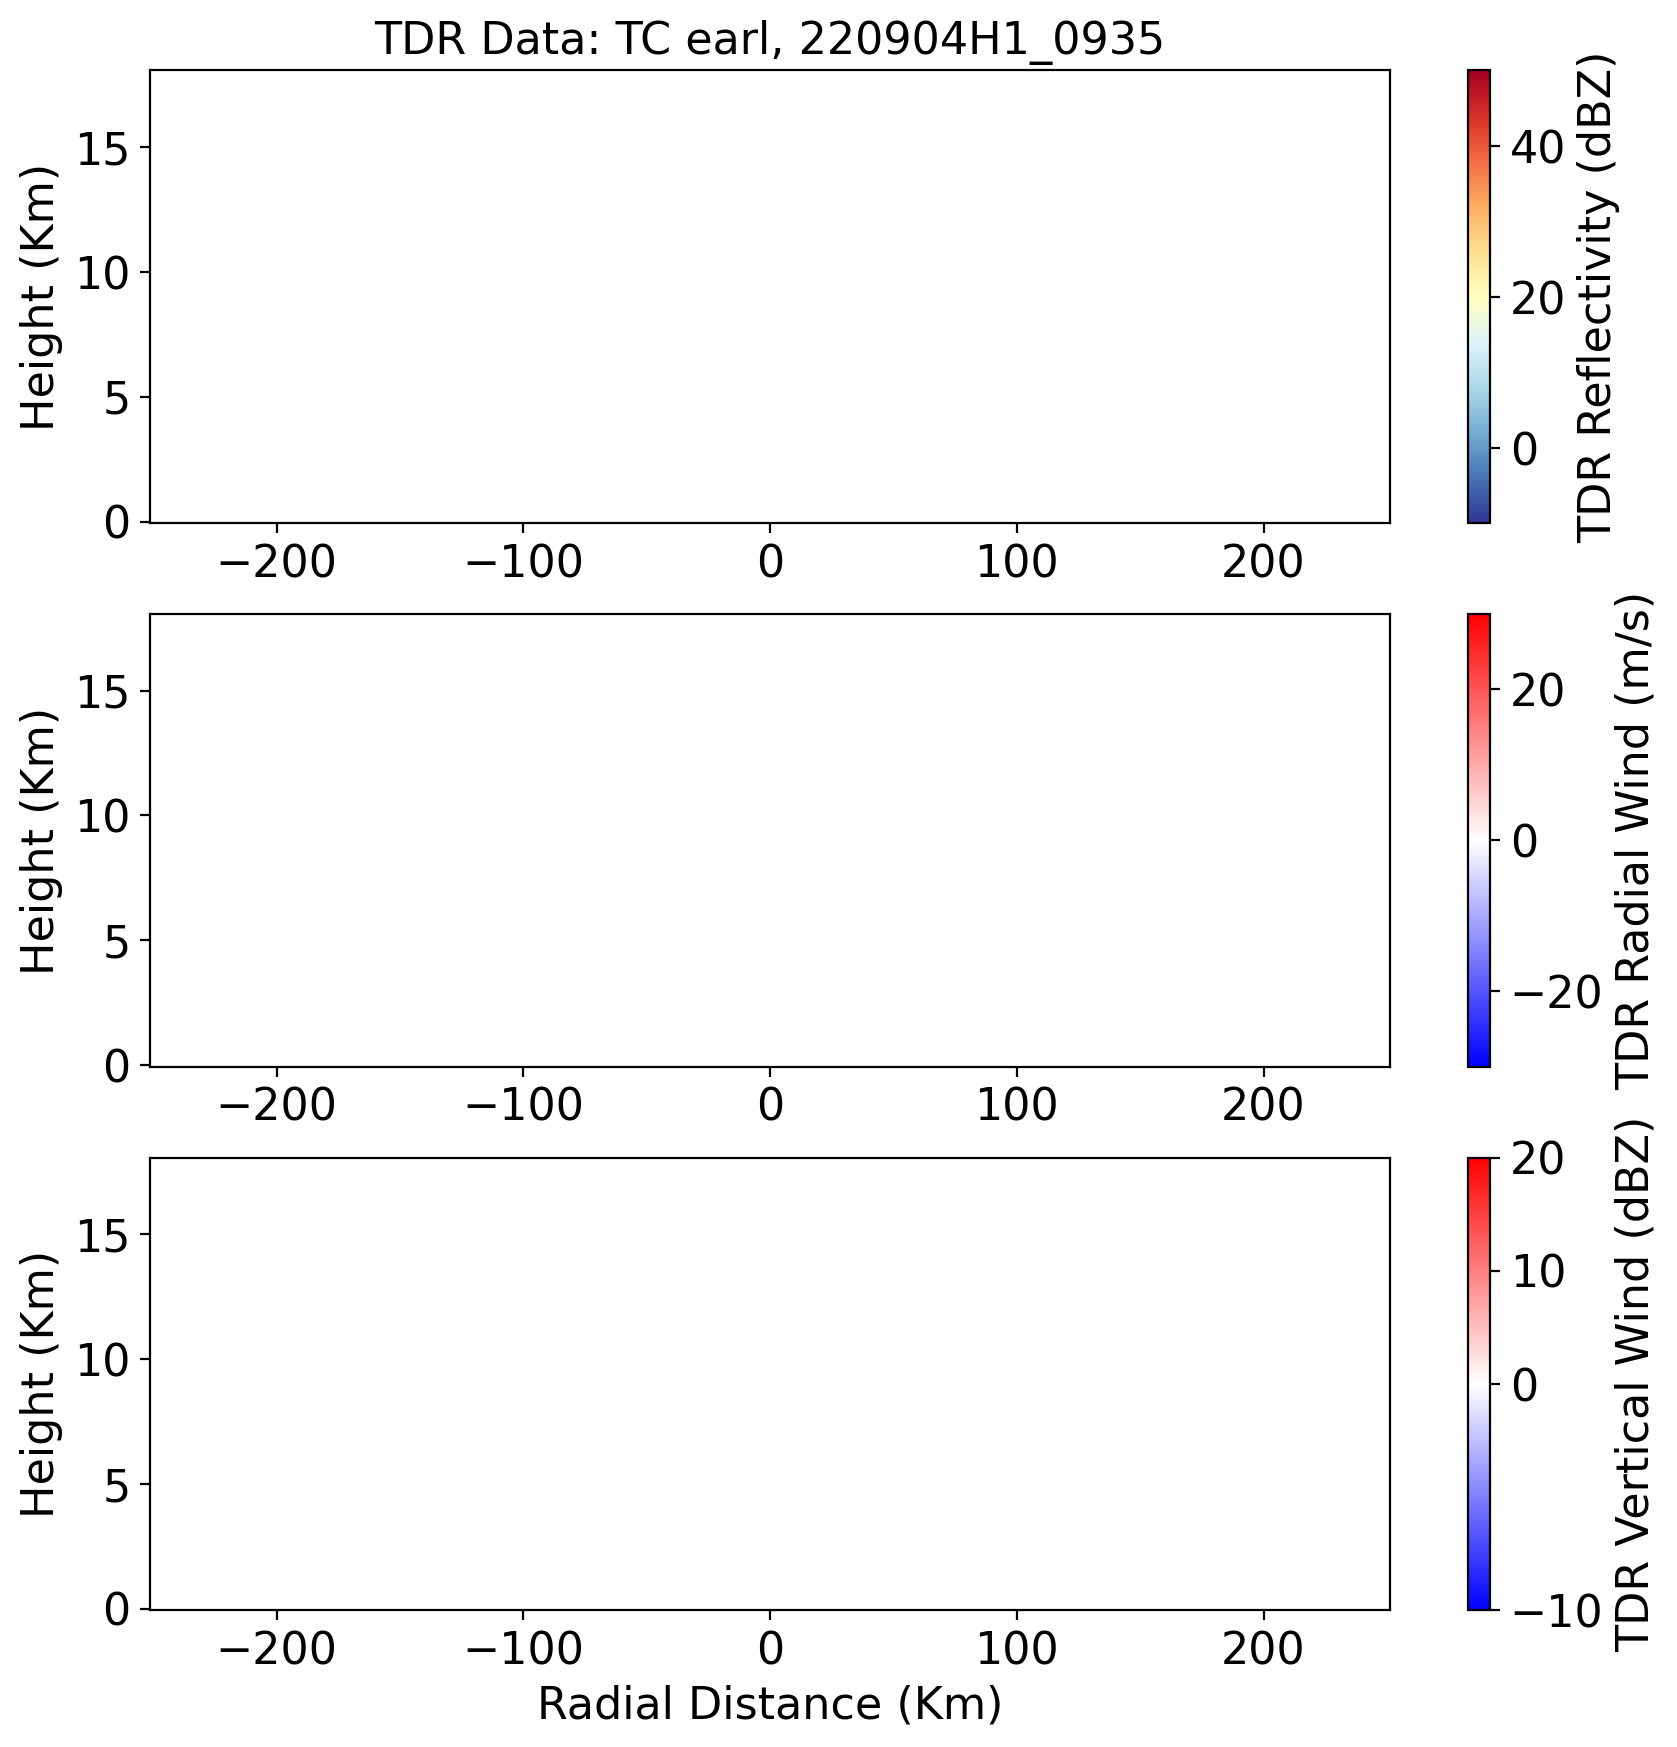 TDR Data: TC earl, 220904H1_0935
Height (Km)
15
10
5
0
−200 −100 0 100 200
40
20
0
TDR Reflectivity (dBZ)
Height (Km)
15
10
5
0
−200 −100 0 100 200
20
0
−20
TDR Radial Wind (m/s)
Height (Km)
15
10
5
0
−200 −100 0 100 200
Radial Distance (Km)
20
10
0
−10
TDR Vertical Wind (dBZ)